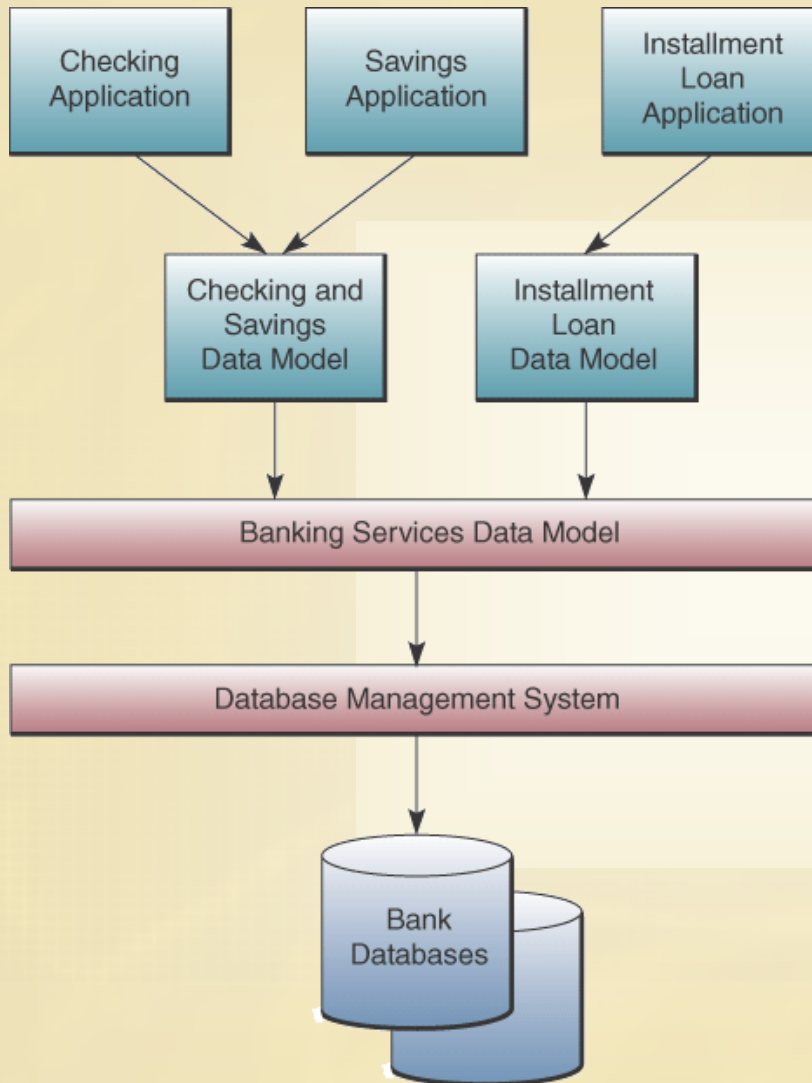 Checking
Application
Savings
Application
Installment
Loan
Application
Checking and
Savings
Data Model
Installment
Loan
Data Model
Banking Services Data Model
Database Management System
Bank
Databases